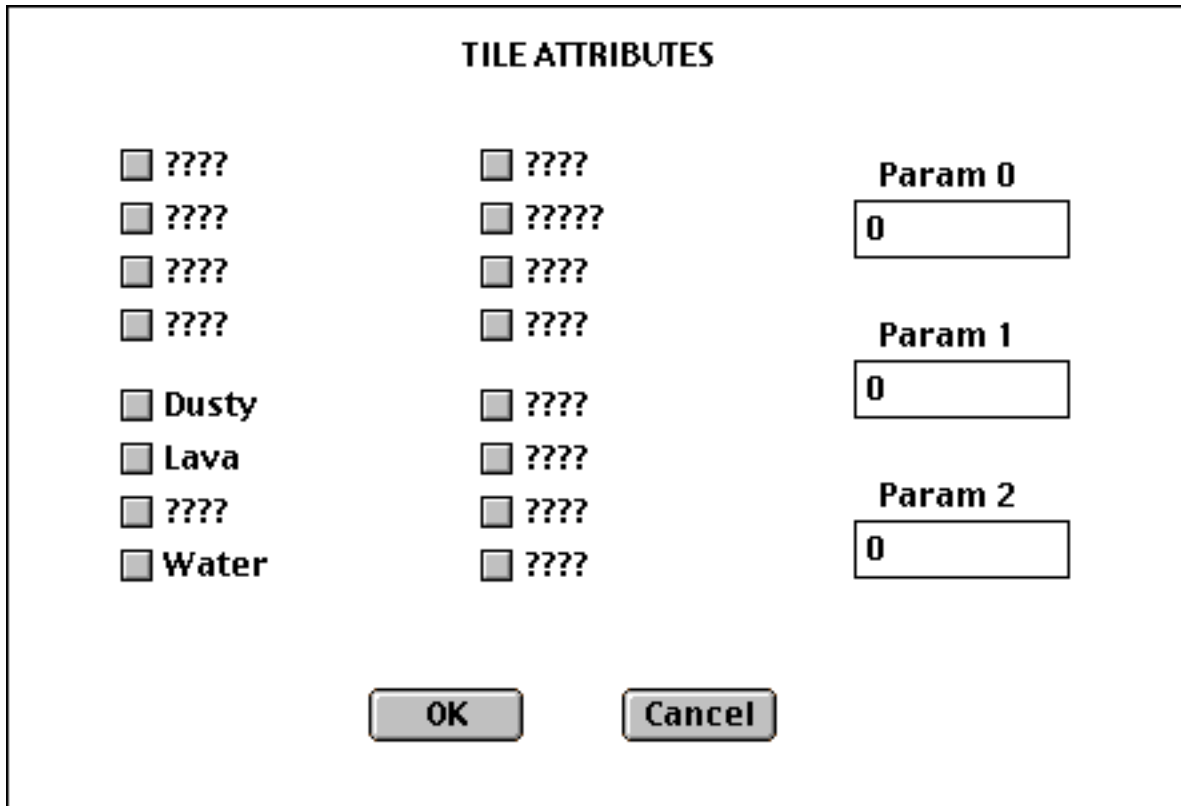 TILE ATTRIBUTES
???? ???? Param 0
???? ????? 0
???? ????
???? ???? Param 1
Dusty ???? 0
Lava ????
???? ???? Param 2
Water ???? 0
OK Cancel